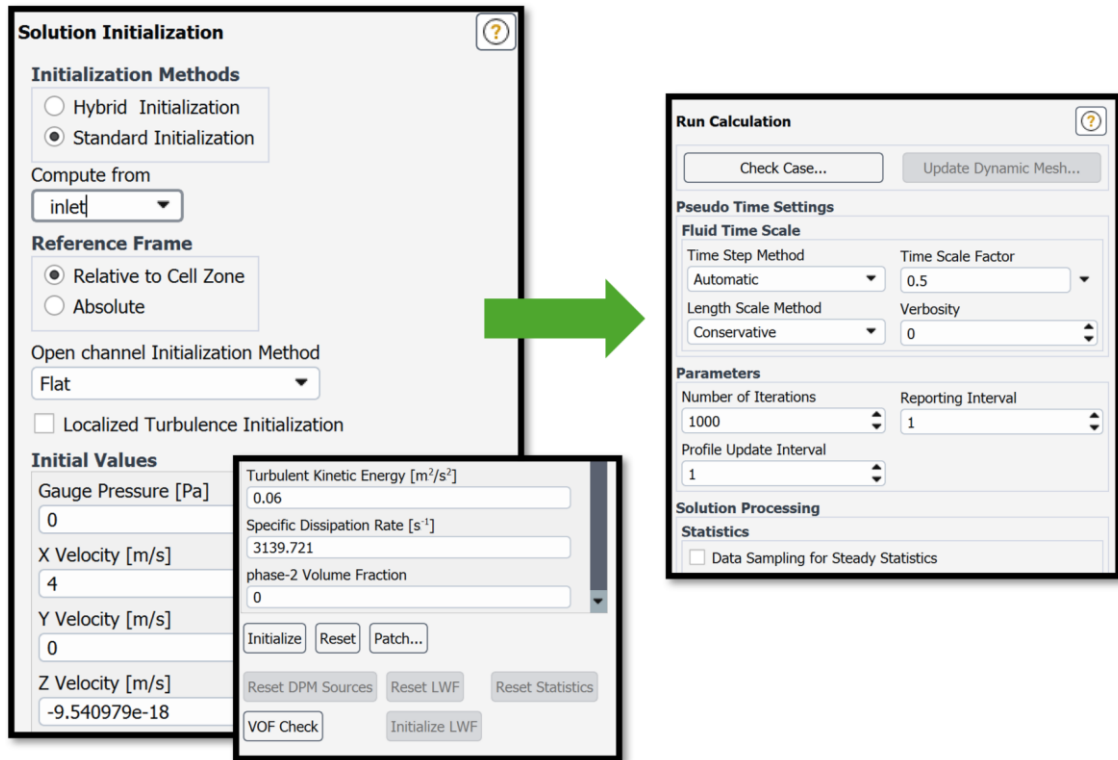 Solution Initialization
?
Initialization Methods
Hybrid Initialization
Standard Initialization
Compute from
inlet
Reference Frame
Relative to Cell Zone
Absolute
Open channel Initialization Method
Flat
Localized Turbulence Initialization
Initial Values
Gauge Pressure [Pa]
0
X Velocity [m/s]
4
Y Velocity [m/s]
0
Z Velocity [m/s]
-9.540979e-18
Turbulent Kinetic Energy [m²/s²]
0.06
Specific Dissipation Rate [s⁻¹]
3139.721
phase-2 Volume Fraction
0
Initialize Reset Patch...
Reset DPM Sources Reset LWF Reset Statistics
VOF Check Initialize LWF
Run Calculation
?
Check Case... Update Dynamic Mesh...
Pseudo Time Settings
Fluid Time Scale
Time Step Method Time Scale Factor
Automatic 0.5
Length Scale Method Verbosity
Conservative 0
Parameters
Number of Iterations Reporting Interval
1000 1
Profile Update Interval
1
Solution Processing
Statistics
Data Sampling for Steady Statistics